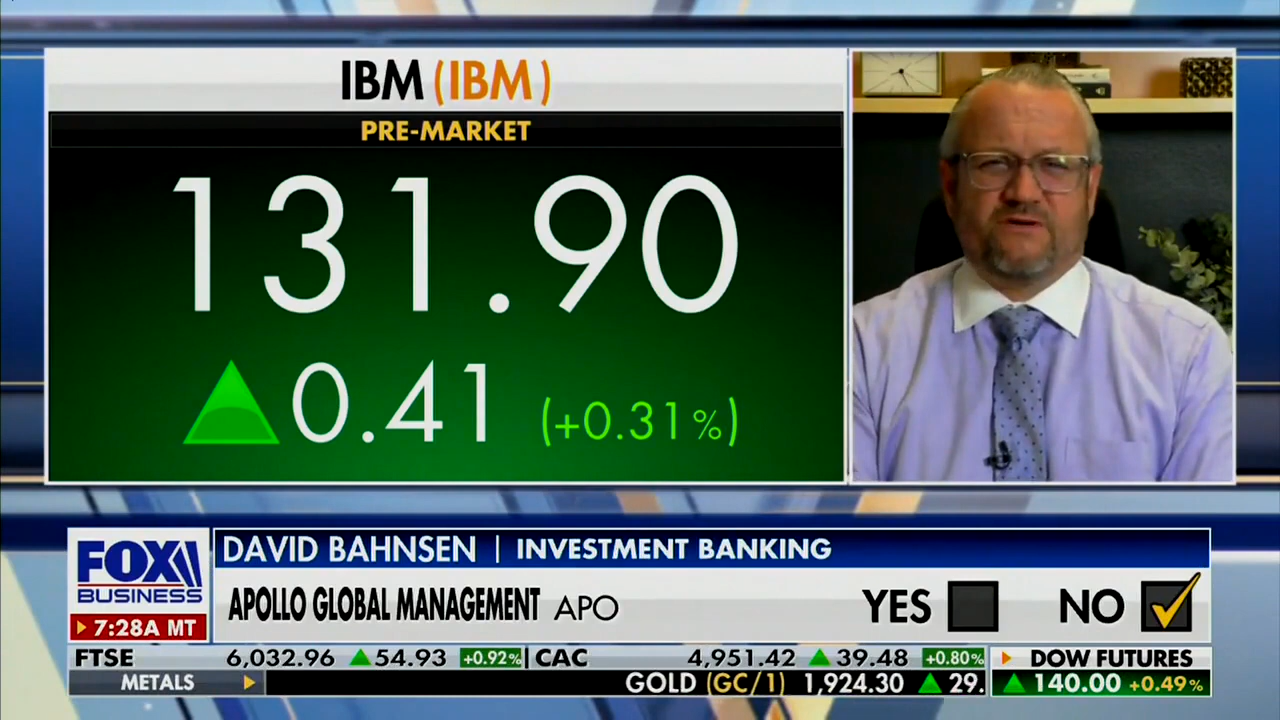 IBM (IBM)
PRE-MARKET
131.90
0.41 (+0.31%)
FOX BUSINESS
7:28A MT
DAVID BAHNSEN | INVESTMENT BANKING
APOLLO GLOBAL MANAGEMENT APO YES NO
FTSE 6,032.96 54.93 +0.92% CAC 4,951.42 39.48 +0.80%
DOW FUTURES
METALS GOLD (GC/1) 1,924.30 29.
140.00 +0.49%